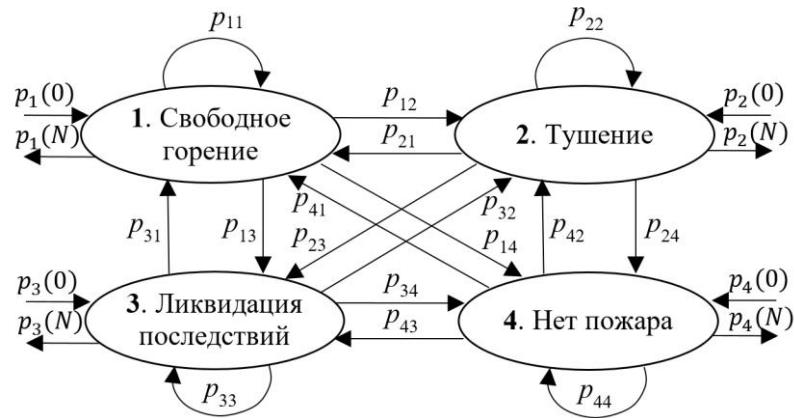 p₁₁
p₂₂
p₁(0)
p₁(N)
1. Свободное
горение
p₁₂
p₂₁
2. Тушение
p₂(0)
p₂(N)
p₃₁
p₁₃
p₄₁
p₂₃
p₃₂
p₁₄
p₄₂
p₂₄
p₃(0)
p₃(N)
3. Ликвидация
последствий
p₃₄
p₄₃
4. Нет пожара
p₄(0)
p₄(N)
p₃₃
p₄₄